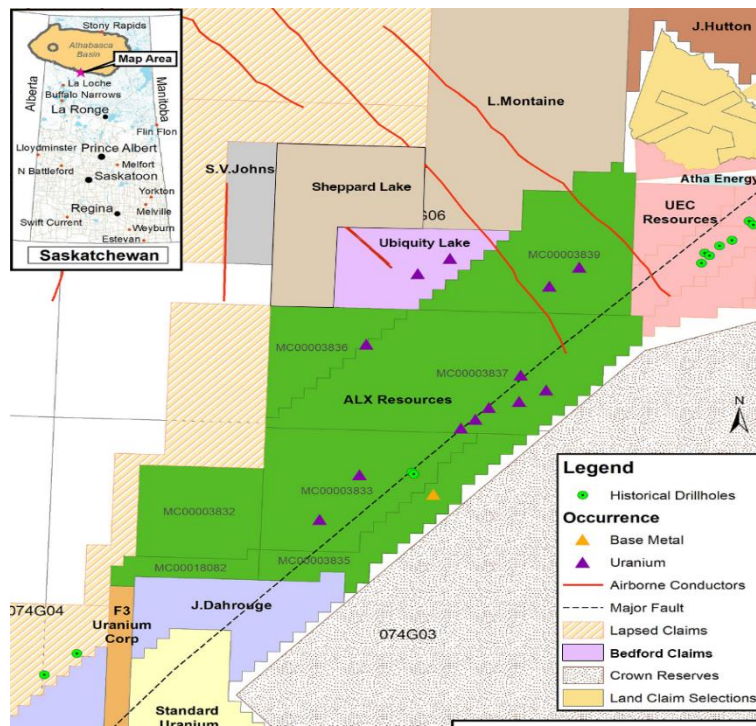 Stony Rapids
Athabasca
Basin
Map Area
Alberta
Manitoba
La Loche
Buffalo Narrows
La Ronge
Flin Flon
Lloydminster
Prince Albert
N Battleford
Melfort
Saskatoon
Yorkton
Regina
Melville
Swift Current
Weyburn
Estevan
Saskatchewan
J.Hutton
L.Montaine
S.V.Johns
Sheppard Lake
Atha Energy
UEC
Resources
G06
Ubiquity Lake
MC00003839
MC00003836
MC00003837
ALX Resources
N
MC00003833
MC00003832
MC00018082
MC00003835
074G04
F3
Uranium
Corp
J.Dahrouge
074G03
Standard
Uranium
Legend
Historical Drillholes
Occurrence
Base Metal
Uranium
Airborne Conductors
Major Fault
Lapsed Claims
Bedford Claims
Crown Reserves
Land Claim Selections